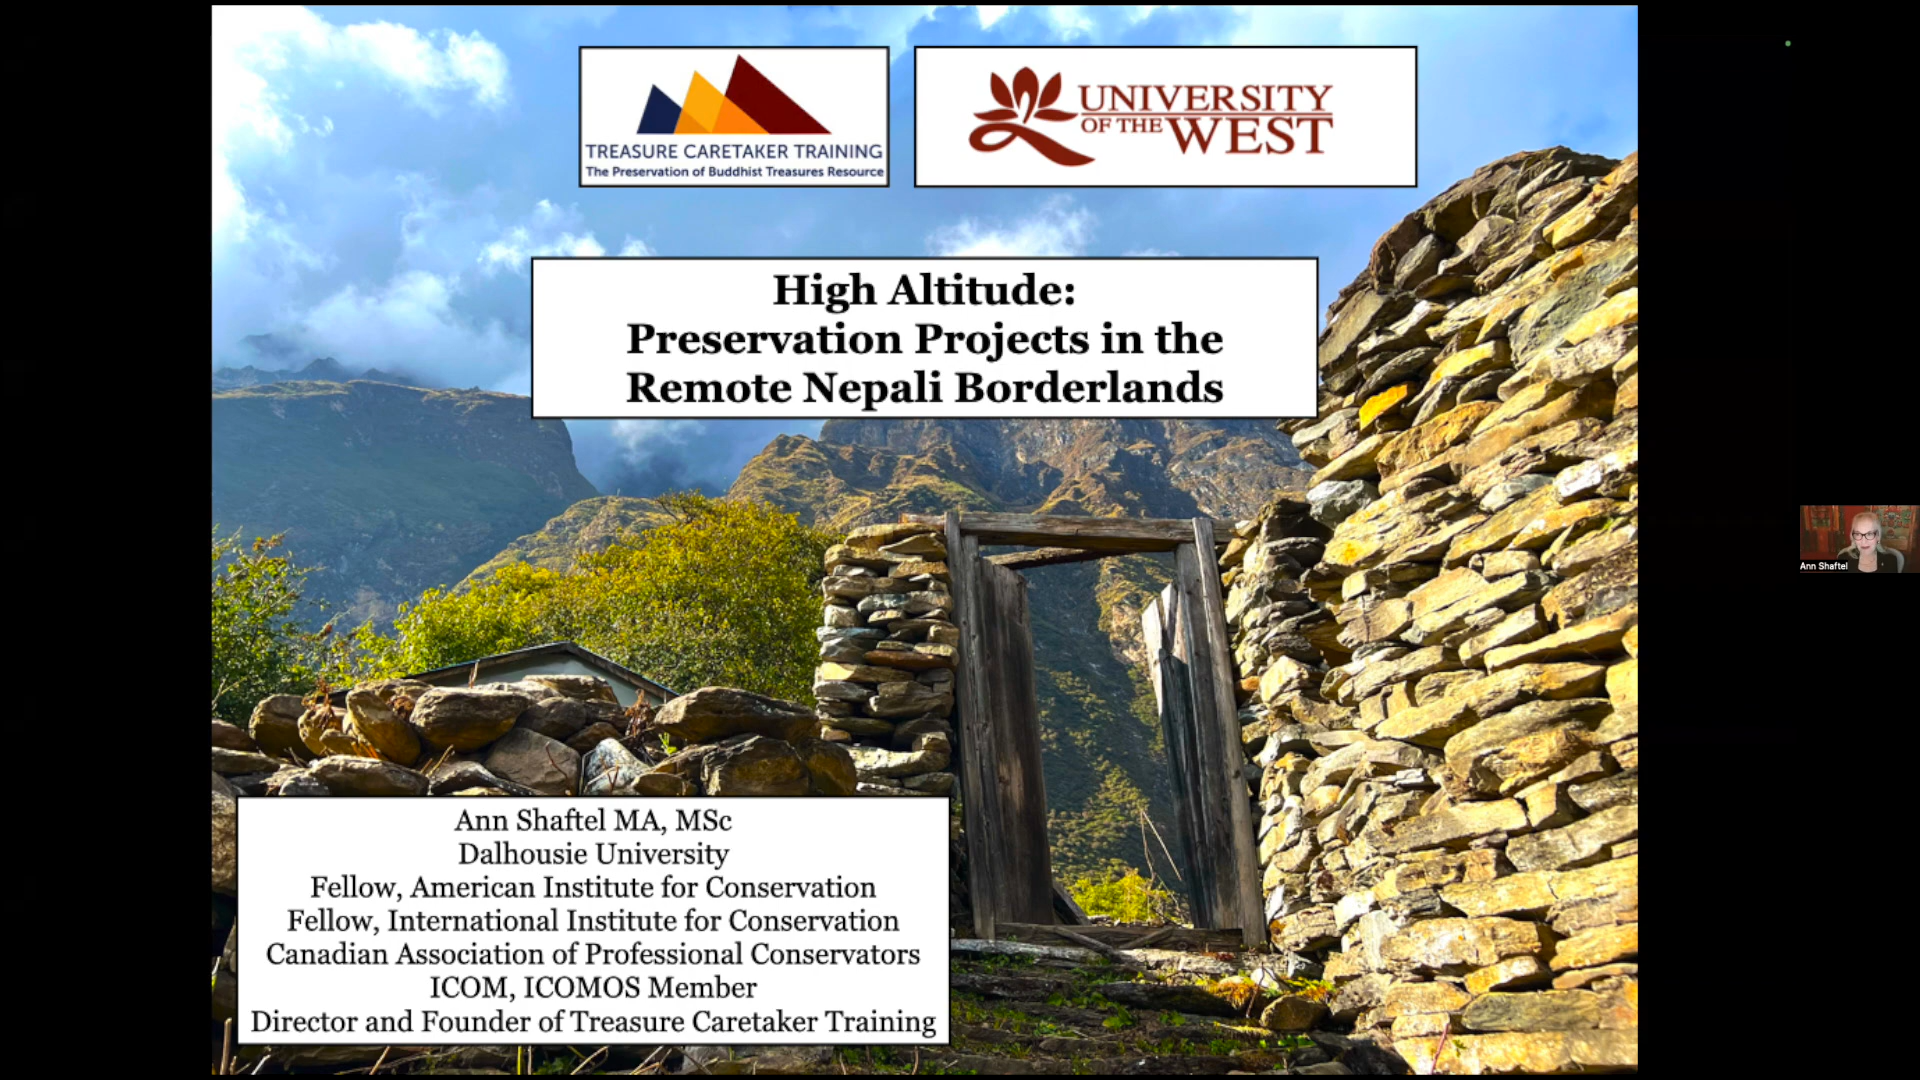 TREASURE CARETAKER TRAINING
The Preservation of Buddhist Treasures Resource
UNIVERSITY
OF THE WEST
High Altitude:
Preservation Projects in the
Remote Nepali Borderlands
Ann Shaftel
Ann Shaftel MA, MSc
Dalhousie University
Fellow, American Institute for Conservation
Fellow, International Institute for Conservation
Canadian Association of Professional Conservators
ICOM, ICOMOS Member
Director and Founder of Treasure Caretaker Training